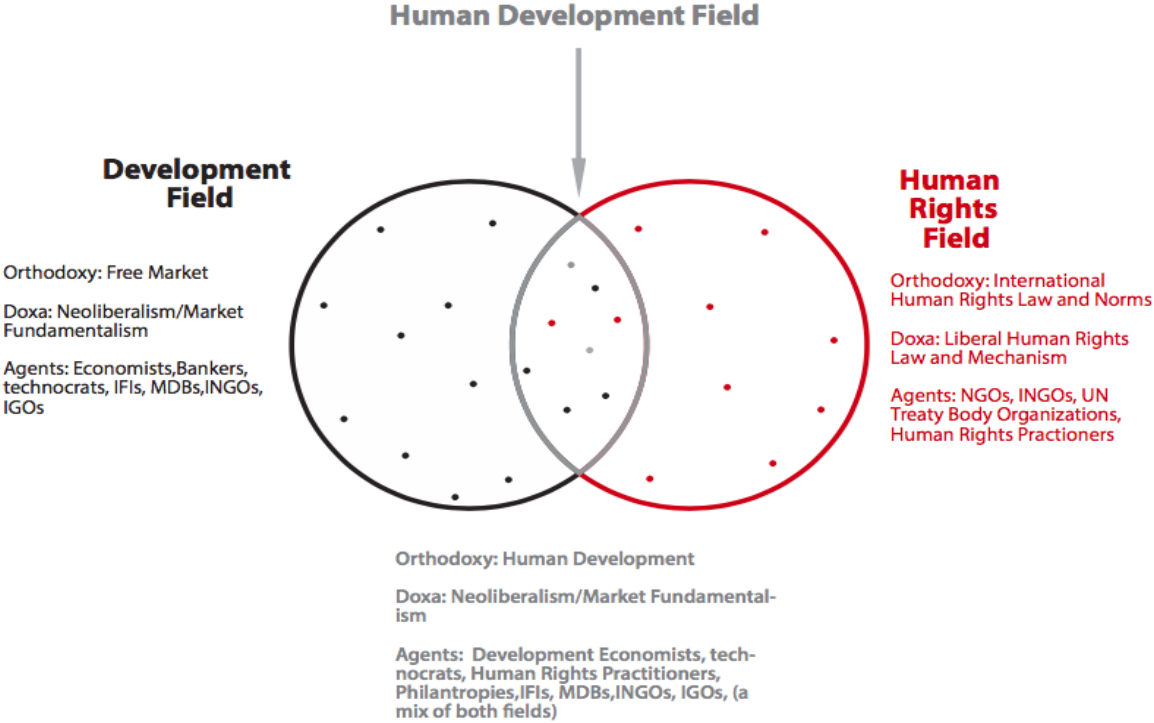 Human Development Field
Development
Field
Orthodoxy: Free Market
Doxa: Neoliberalism/Market
Fundamentalism
Agents: Economists,Bankers,
technocrats, IFIs, MDBs,INGOs,
IGOs
Human
Rights
Field
Orthodoxy: International
Human Rights Law and Norms
Doxa: Liberal Human Rights
Law and Mechanism
Agents: NGOs, INGOs, UN
Treaty Body Organizations,
Human Rights Practioners
Orthodoxy: Human Development
Doxa: Neoliberalism/Market Fundamental-
ism
Agents:  Development Economists, tech-
nocrats, Human Rights Practitioners,
Philantropies,IFIs, MDBs,INGOs, IGOs, (a
mix of both fields)